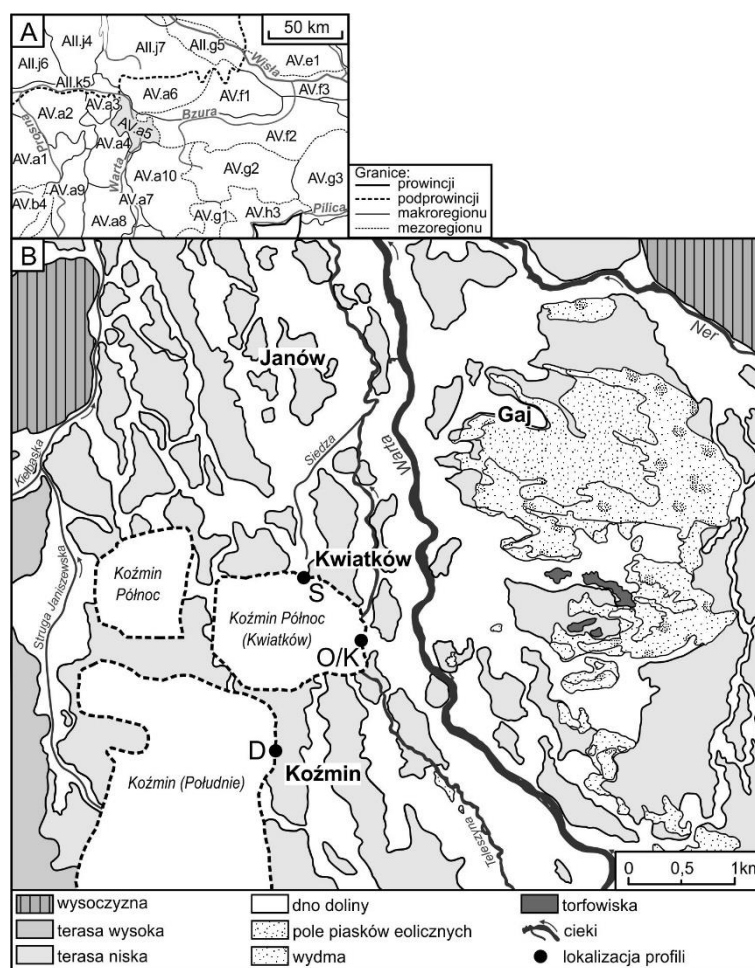 A
50 km
AII.j4
AII.j7
AII.g5
Wisła
AV.e1
AII.j6
AII.k5
AV.a6
AV.f1
AV.f3
AV.a2
AV.a3
Bzura
Prosna
AV.a5
AV.f2
AV.a4
AV.a1
Warta
AV.g2
AV.a9
AV.a10
AV.g3
AV.b4
AV.a7
AV.a8
AV.g1
AV.h3
Pilica
Granice:
prowincji
podprowincji
makroregionu
mezoregionu
B
Ner
Janów
Gaj
Kiełbaska
Siedza
Warta
Kwiatków
S
Koźmin
Północ
Koźmin Północ
(Kwiatków)
Struga Janiszewska
O/K
D
Koźmin
Koźmin (Południe)
Teleszyna
0 0,5 1km
wysoczyzna
dno doliny
torfowiska
terasa wysoka
pole piasków eolicznych
cieki
terasa niska
wydma
lokalizacja profili